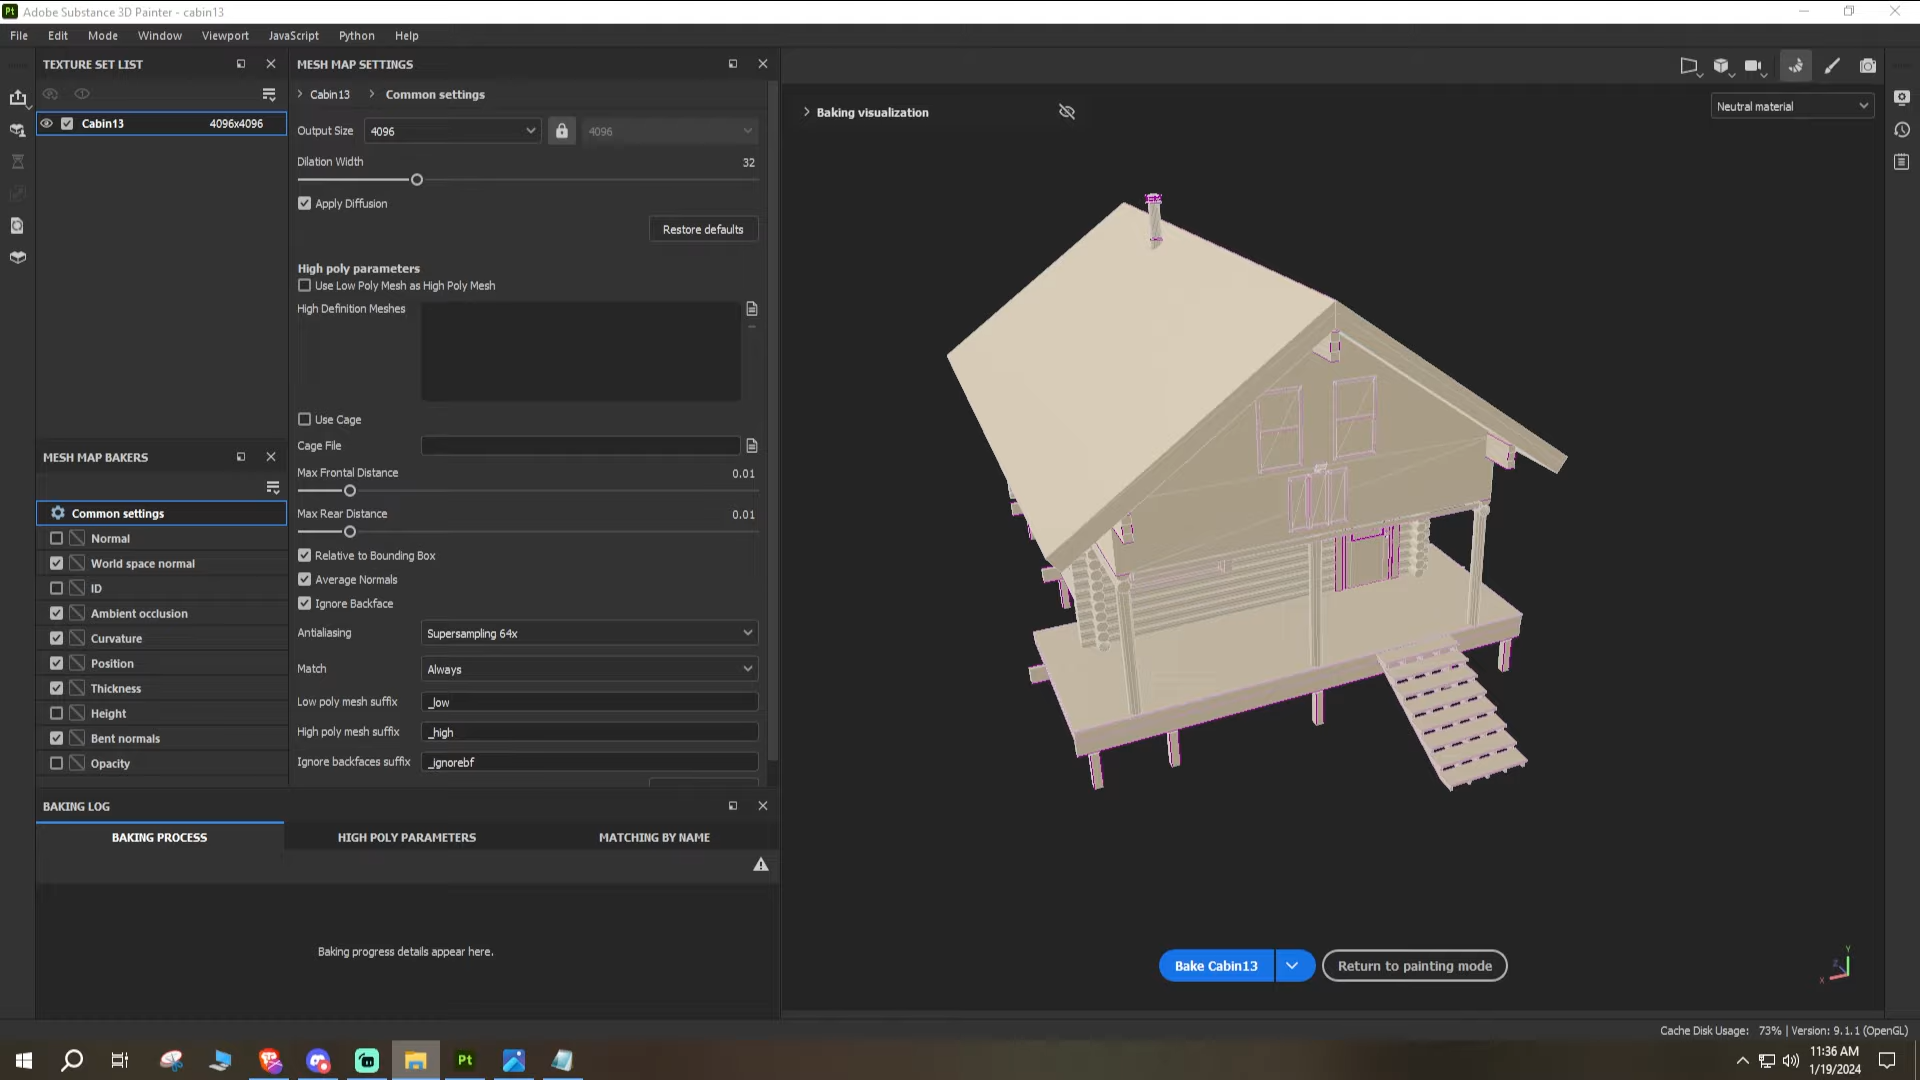 Pt Adobe Substance 3D Painter - cabin13
File Edit Mode Window Viewport JavaScript Python Help
TEXTURE SET LIST
Cabin13 4096x4096
MESH MAP BAKERS
Common settings
Normal
World space normal
ID
Ambient occlusion
Curvature
Position
Thickness
Height
Bent normals
Opacity
MESH MAP SETTINGS
Cabin13 Common settings
Output Size 4096 4096
Dilation Width 32
Apply Diffusion
Restore defaults
High poly parameters
Use Low Poly Mesh as High Poly Mesh
High Definition Meshes
Use Cage
Cage File
Max Frontal Distance 0.01
Max Rear Distance 0.01
Relative to Bounding Box
Average Normals
Ignore Backface
Antialiasing Supersampling 64x
Match Always
Low poly mesh suffix _low
High poly mesh suffix _high
Ignore backfaces suffix _ignorebf
BAKING LOG
BAKING PROCESS HIGH POLY PARAMETERS MATCHING BY NAME
Baking progress details appear here.
Baking visualization
Neutral material
Bake Cabin13 Return to painting mode
Y
Z
X
Cache Disk Usage: 73% | Version: 9.1.1 (OpenGL)
Pt
11:36 AM
1/19/2024